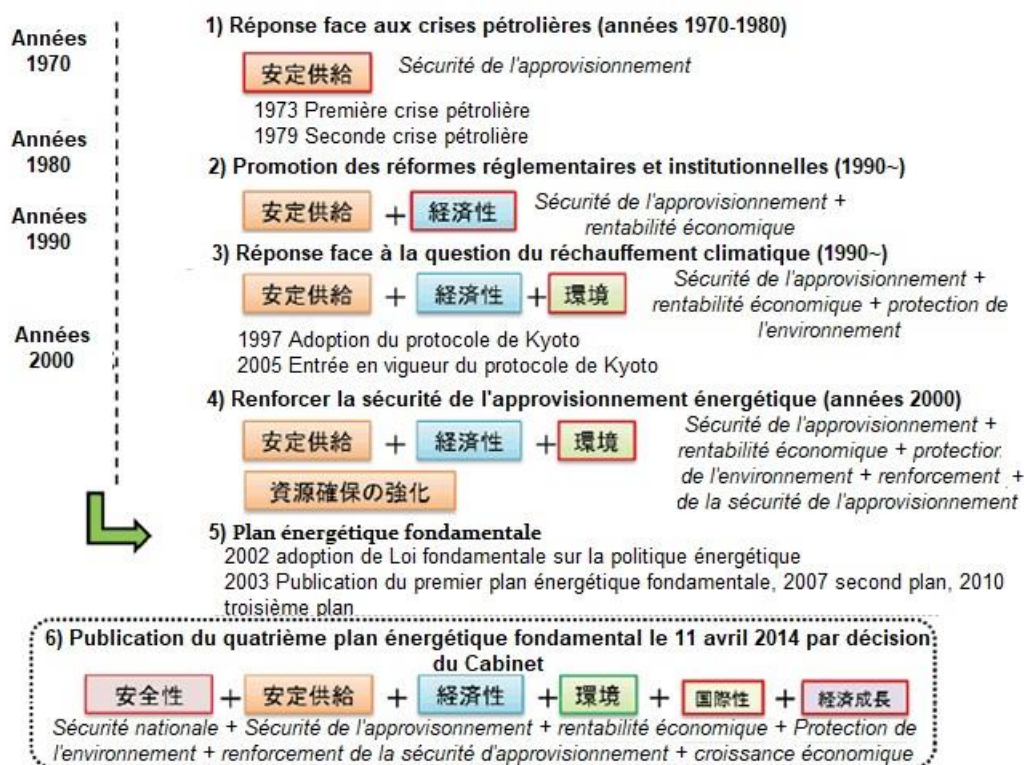 Années
1970
1) Réponse face aux crises pétrolières (années 1970-1980)
安定供給
Sécurité de l'approvisionnement
1973 Première crise pétrolière
1979 Seconde crise pétrolière
Années
1980
2) Promotion des réformes réglementaires et institutionnelles (1990~)
安定供給 + 経済性
Sécurité de l'approvisionnement +
rentabilité économique
Années
1990
3) Réponse face à la question du réchauffement climatique (1990~)
安定供給 + 経済性 + 環境
Sécurité de l'approvisionnement +
rentabilité économique + protection de
l'environnement
1997 Adoption du protocole de Kyoto
2005 Entrée en vigueur du protocole de Kyoto
Années
2000
4) Renforcer la sécurité de l'approvisionnement énergétique (années 2000)
安定供給 + 経済性 + 環境
資源確保の強化
Sécurité de l'approvisionnement +
rentabilité économique + protection
de l'environnement + renforcement +
de la sécurité de l'approvisionnement
5) Plan énergétique fondamentale
2002 adoption de Loi fondamentale sur la politique énergétique
2003 Publication du premier plan énergétique fondamentale, 2007 second plan, 2010
troisième plan
6) Publication du quatrième plan énergétique fondamental le 11 avril 2014 par décision
du Cabinet
安全性 + 安定供給 + 経済性 + 環境 + 国際性 + 経済成長
Sécurité nationale + Sécurité de l'approvisonnement + rentabilité économique + Protection de
l'environnement + renforcement de la sécurité d'approvisionnement + croissance économique